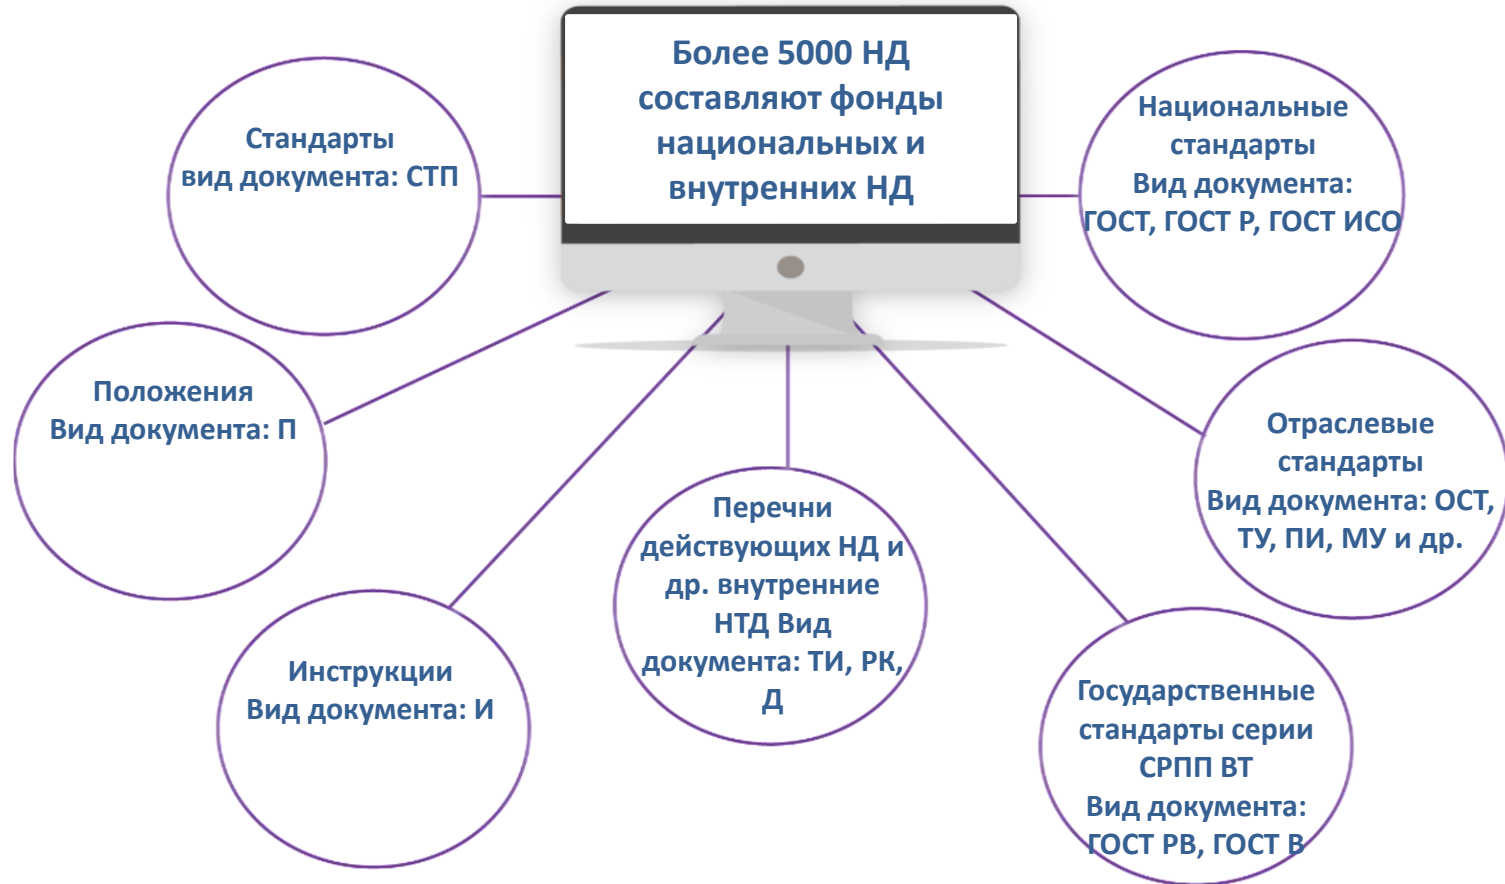 Более 5000 НД
составляют фонды
национальных и
внутренних НД
Стандарты
вид документа: СТП
Национальные
стандарты
Вид документа:
ГОСТ, ГОСТ Р, ГОСТ ИСО
Положения
Вид документа: П
Отраслевые
стандарты
Вид документа: ОСТ,
ТУ, ПИ, МУ и др.
Инструкции
Вид документа: И
Перечни
действующих НД и
др. внутренние
НТД Вид
документа: ТИ, РК,
Д
Государственные
стандарты серии
СРПП ВТ
Вид документа:
ГОСТ РВ, ГОСТ В